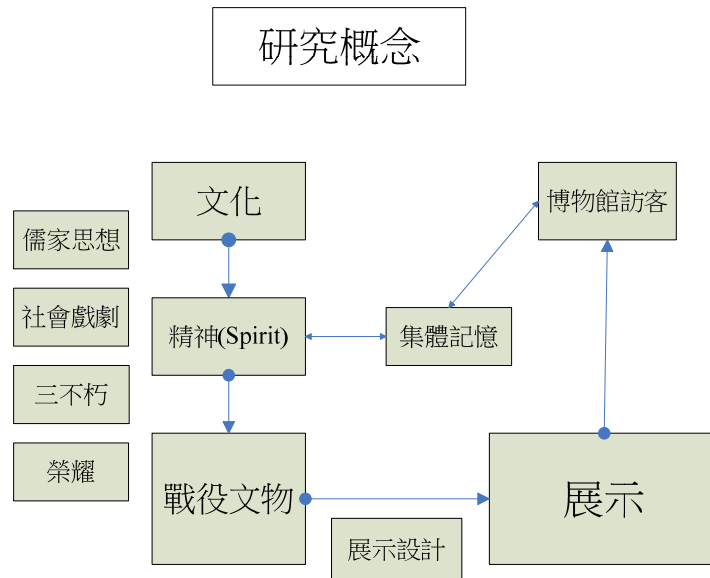 研究概念
文化
博物館訪客
儒家思想
社會戲劇
精神(Spirit)
集體記憶
三不朽
榮耀
戰役文物
展示
展示設計